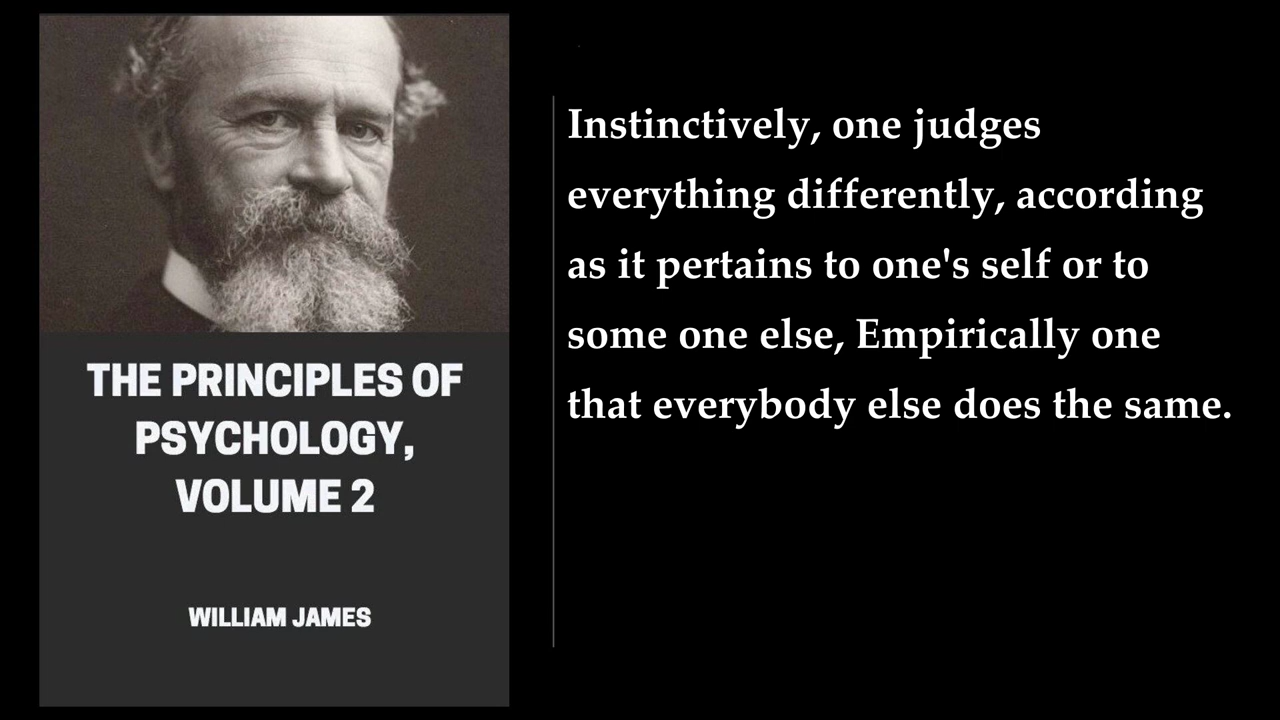 THE PRINCIPLES OF
PSYCHOLOGY,
VOLUME 2
WILLIAM JAMES
Instinctively, one judges
everything differently, according
as it pertains to one's self or to
some one else, Empirically one
that everybody else does the same.